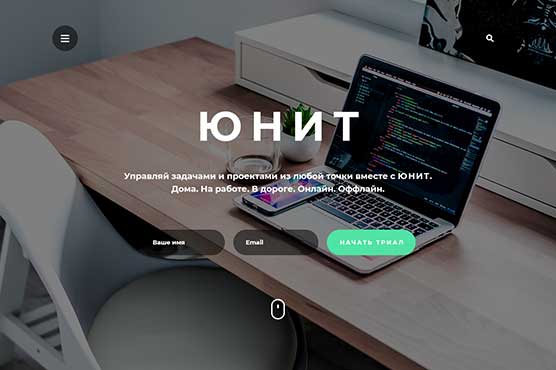 ЮНИТ
Управляй задачами и проектами из любой точки вместе с ЮНИТ.
Дома. На работе. В дороге. Онлайн. Оффлайн.
Ваше имя
Email
НАЧАТЬ ТРИАЛ